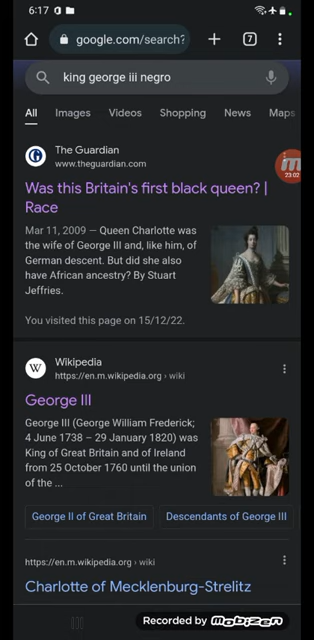 6:17
google.com/search?
7
king george iii negro
All Images Videos Shopping News Maps
The Guardian
www.theguardian.com
23:02
Was this Britain's first black queen? |
Race
Mar 11, 2009 — Queen Charlotte was
the wife of George III and, like him, of
German descent. But did she also
have African ancestry? By Stuart
Jeffries.
You visited this page on 15/12/22.
W
Wikipedia
https://en.m.wikipedia.org › wiki
George III
George III (George William Frederick;
4 June 1738 – 29 January 1820) was
King of Great Britain and of Ireland
from 25 October 1760 until the union
of the ...
George II of Great Britain
Descendants of George III
https://en.m.wikipedia.org › wiki
Charlotte of Mecklenburg-Strelitz
Recorded by Mobizen